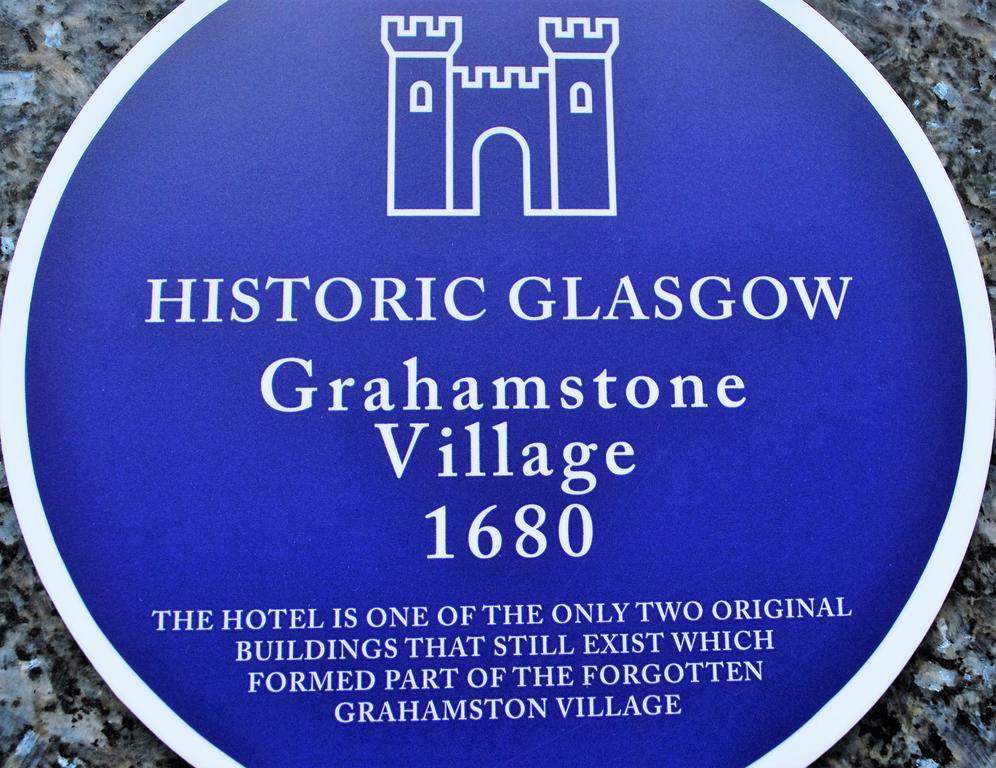 HISTORIC GLASGOW
Grahamstone
Village
1680
THE HOTEL IS ONE OF THE ONLY TWO ORIGINAL
BUILDINGS THAT STILL EXIST WHICH
FORMED PART OF THE FORGOTTEN
GRAHAMSTON VILLAGE